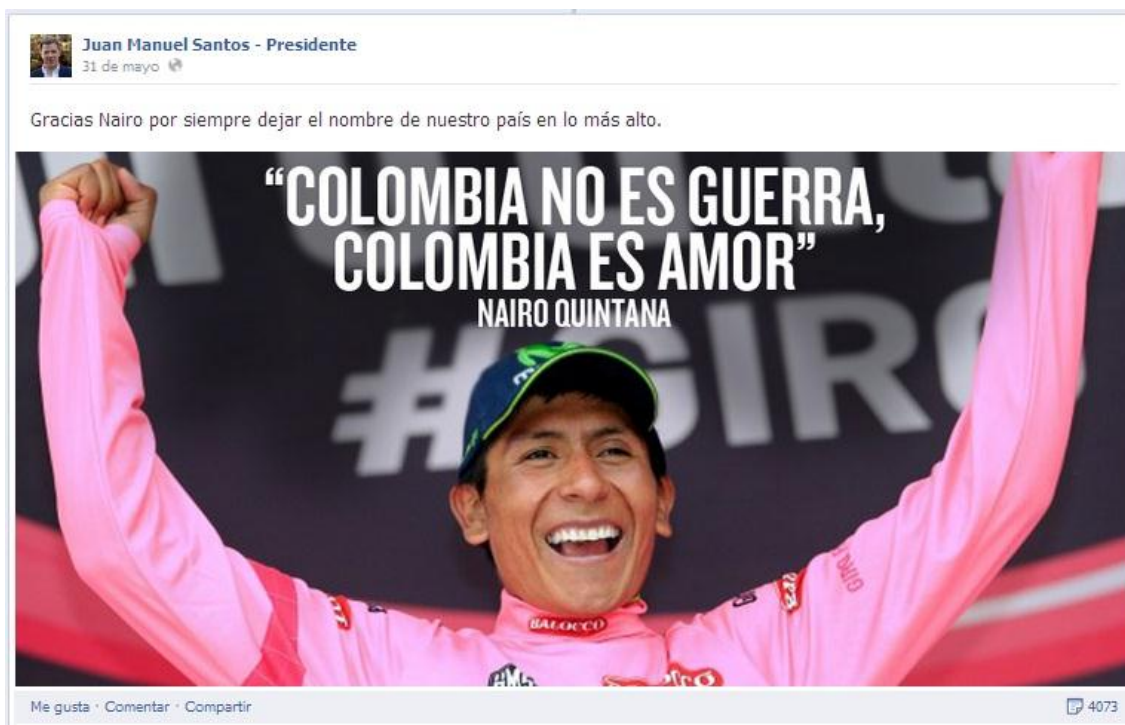 Juan Manuel Santos - Presidente
31 de mayo
Gracias Nairo por siempre dejar el nombre de nuestro país en lo más alto.
“COLOMBIA NO ES GUERRA,
COLOMBIA ES AMOR”
NAIRO QUINTANA
#GIRO
BALOCCO
Me gusta · Comentar · Compartir
4073